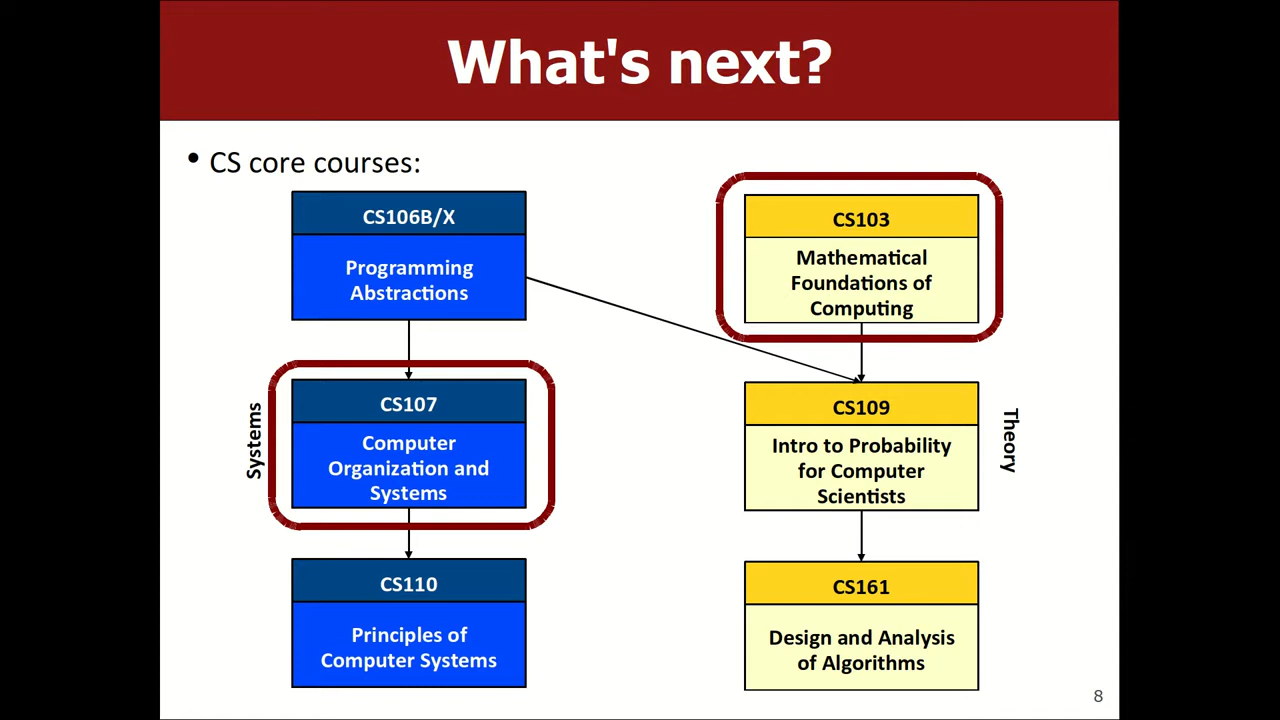 What's next?
• CS core courses:
CS106B/X
Programming
Abstractions
CS103
Mathematical
Foundations of
Computing
Systems
CS107
Computer
Organization and
Systems
CS109
Intro to Probability
for Computer
Scientists
Theory
CS110
Principles of
Computer Systems
CS161
Design and Analysis
of Algorithms
8